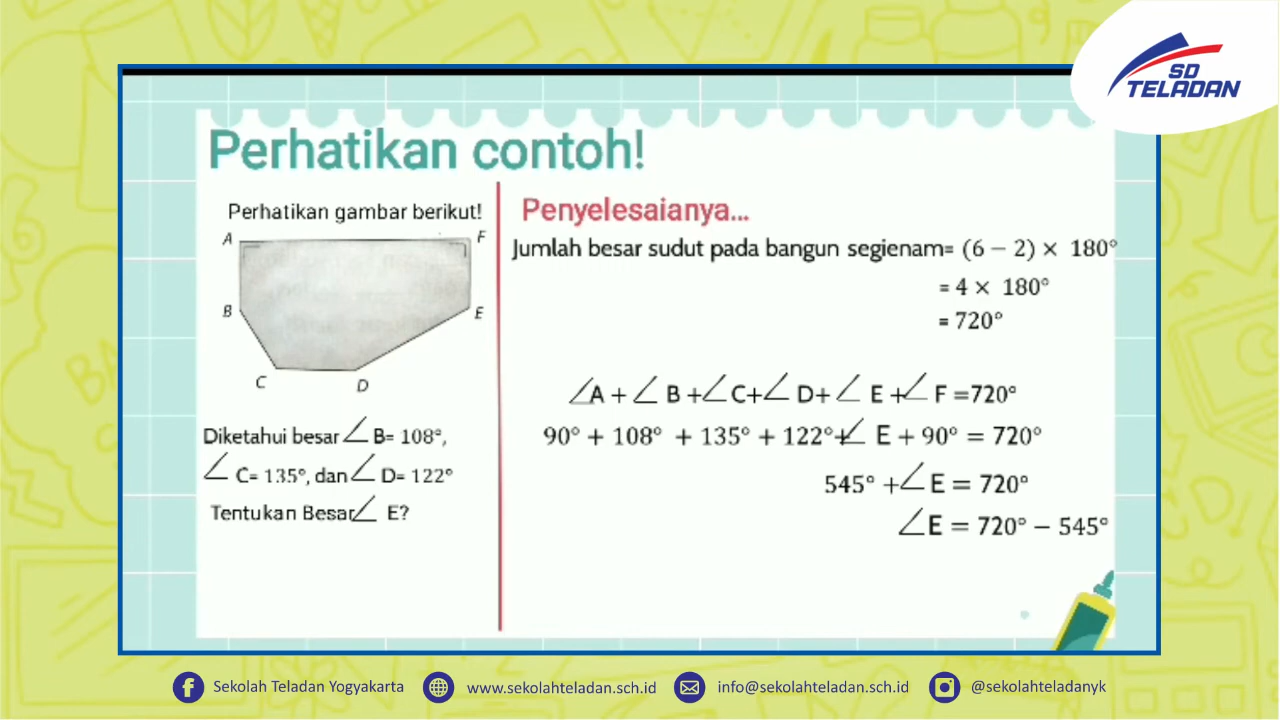 SD
TELADAN
Perhatikan contoh!
Perhatikan gambar berikut!
A
F
B
E
C
D
Diketahui besar ∠ B= 108°,
∠ C= 135°, dan ∠ D= 122°
Tentukan Besar ∠ E?
Penyelesaianya...
Jumlah besar sudut pada bangun segienam= (6 − 2) × 180°
= 4 × 180°
= 720°
∠A + ∠ B +∠ C+∠ D+ ∠ E +∠ F =720°
90° + 108° + 135° + 122°+∠ E + 90° = 720°
545° +∠ E = 720°
∠E = 720° − 545°
Sekolah Teladan Yogyakarta
www.sekolahteladan.sch.id
info@sekolahteladan.sch.id
@sekolahteladanyk